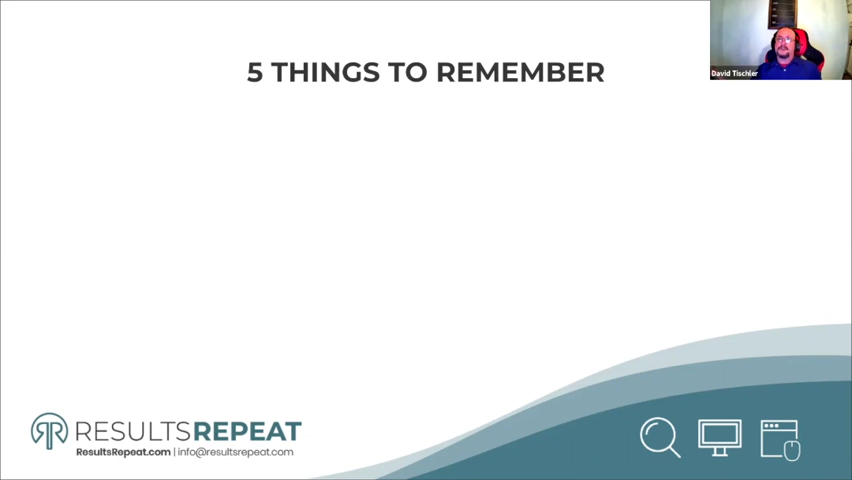 5 THINGS TO REMEMBER
David Tischler
RESULTSREPEAT
ResultsRepeat.com | info@resultsrepeat.com